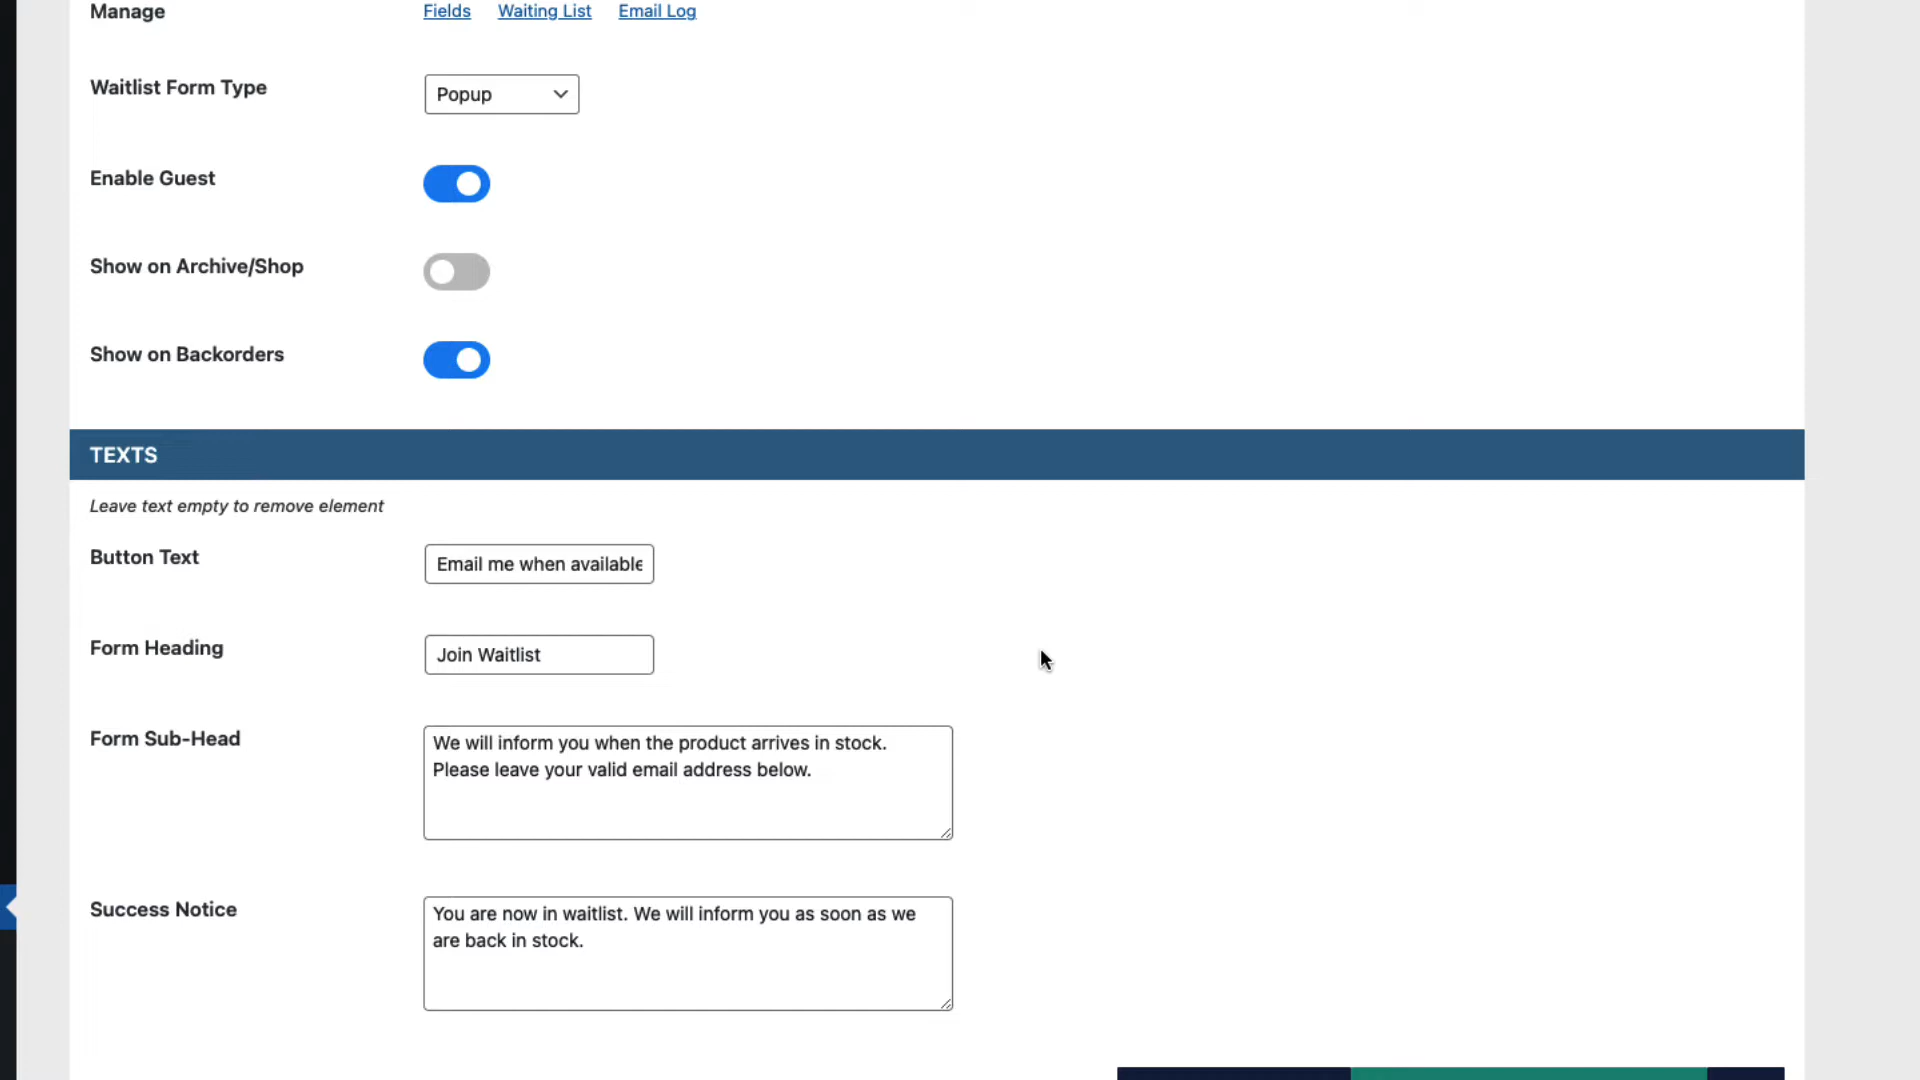 Manage Fields Waiting List Email Log
Waitlist Form Type Popup
Enable Guest
Show on Archive/Shop
Show on Backorders
TEXTS
Leave text empty to remove element
Button Text Email me when available
Form Heading Join Waitlist
Form Sub-Head We will inform you when the product arrives in stock.
Please leave your valid email address below.
Success Notice You are now in waitlist. We will inform you as soon as we
are back in stock.